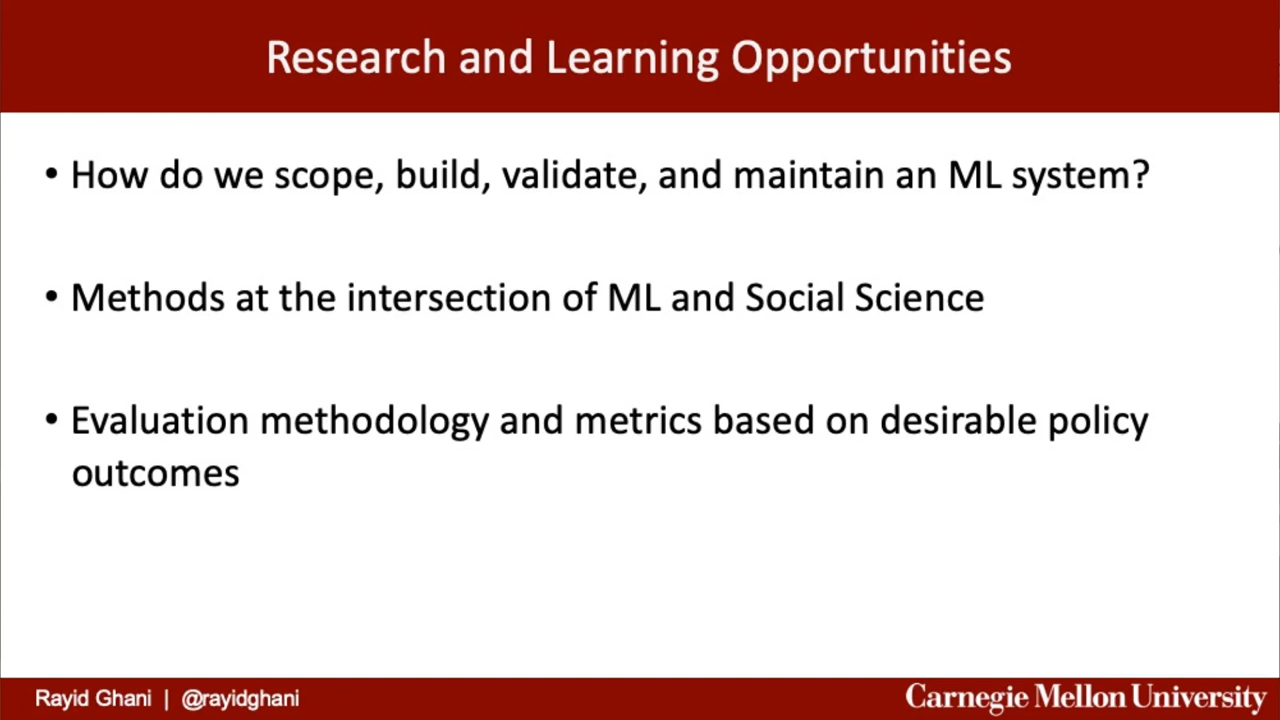 Research and Learning Opportunities
• How do we scope, build, validate, and maintain an ML system?
• Methods at the intersection of ML and Social Science
• Evaluation methodology and metrics based on desirable policy
outcomes
Rayid Ghani | @rayidghani
Carnegie Mellon University